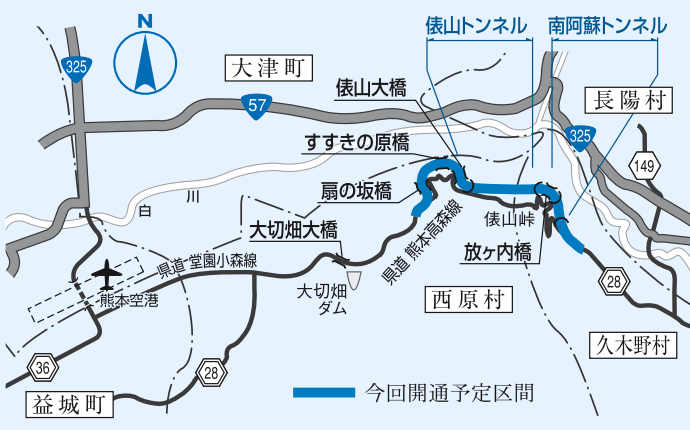 N
俵山トンネル
南阿蘇トンネル
325
大津町
俵山大橋
57
長陽村
すすきの原橋
325
149
扇の坂橋
白川
大切畑大橋
俵山峠
県道 熊本高森線
放ヶ内橋
県道 堂園小森線
熊本空港
大切畑
ダム
西原村
28
久木野村
36
28
益城町
今回開通予定区間